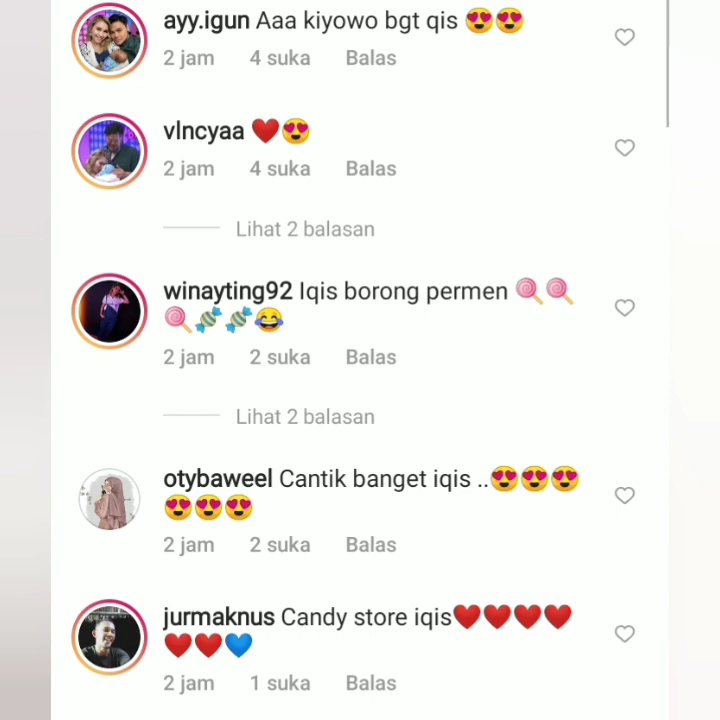 ayy.igun Aaa kiyowo bgt qis 😍😍
2 jam 4 suka Balas
vlncyaa ❤️😍
2 jam 4 suka Balas
Lihat 2 balasan
winayting92 Iqis borong permen 🍭🍭
🍭🍬🍬😂
2 jam 2 suka Balas
Lihat 2 balasan
otybaweel Cantik banget iqis ..😍😍😍
😍😍😍
2 jam 2 suka Balas
jurmaknus Candy store iqis❤️❤️❤️❤️
❤️❤️💙
2 jam 1 suka Balas